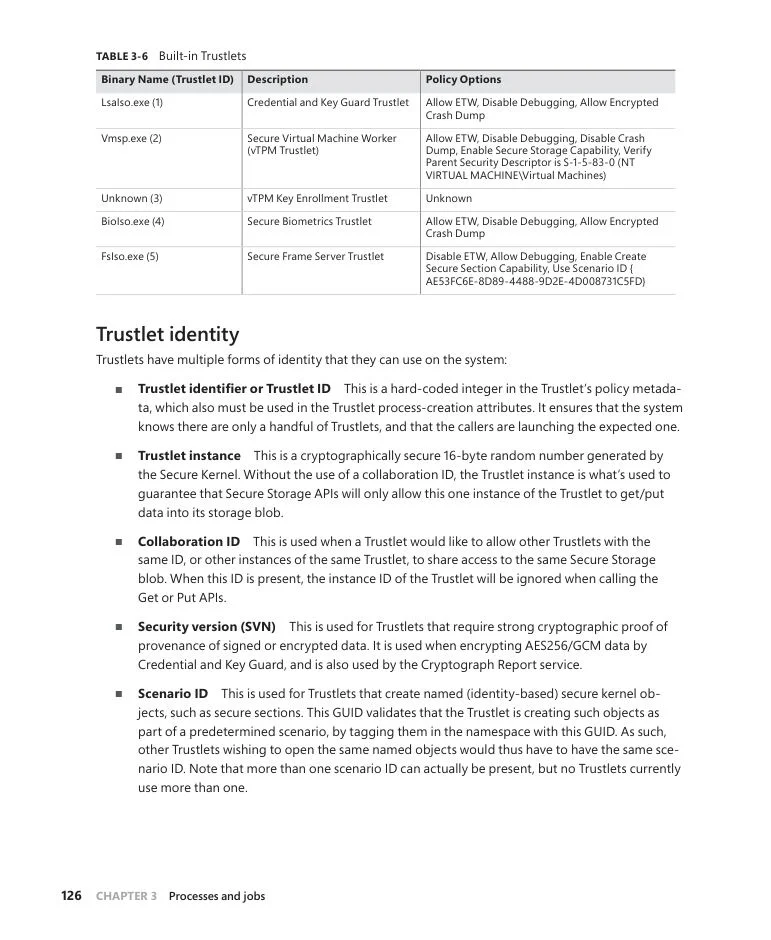 TABLE 3-6 Built-in Trustlets
Binary Name (Trustlet ID) Description Policy Options
LsaIso.exe (1) Credential and Key Guard Trustlet Allow ETW, Disable Debugging, Allow Encrypted
Crash Dump
Vmsp.exe (2) Secure Virtual Machine Worker Allow ETW, Disable Debugging, Disable Crash
(vTPM Trustlet) Dump, Enable Secure Storage Capability, Verify
Parent Security Descriptor is S-1-5-83-0 (NT
VIRTUAL MACHINE\Virtual Machines)
Unknown (3) vTPM Key Enrollment Trustlet Unknown
BioIso.exe (4) Secure Biometrics Trustlet Allow ETW, Disable Debugging, Allow Encrypted
Crash Dump
FsIso.exe (5) Secure Frame Server Trustlet Disable ETW, Allow Debugging, Enable Create
Secure Section Capability, Use Scenario ID {
AE53FC6E-8D89-4488-9D2E-4D008731C5FD}
Trustlet identity
Trustlets have multiple forms of identity that they can use on the system:
■ Trustlet identifier or Trustlet ID This is a hard-coded integer in the Trustlet’s policy metada-
ta, which also must be used in the Trustlet process-creation attributes. It ensures that the system
knows there are only a handful of Trustlets, and that the callers are launching the expected one.
■ Trustlet instance This is a cryptographically secure 16-byte random number generated by
the Secure Kernel. Without the use of a collaboration ID, the Trustlet instance is what’s used to
guarantee that Secure Storage APIs will only allow this one instance of the Trustlet to get/put
data into its storage blob.
■ Collaboration ID This is used when a Trustlet would like to allow other Trustlets with the
same ID, or other instances of the same Trustlet, to share access to the same Secure Storage
blob. When this ID is present, the instance ID of the Trustlet will be ignored when calling the
Get or Put APIs.
■ Security version (SVN) This is used for Trustlets that require strong cryptographic proof of
provenance of signed or encrypted data. It is used when encrypting AES256/GCM data by
Credential and Key Guard, and is also used by the Cryptograph Report service.
■ Scenario ID This is used for Trustlets that create named (identity-based) secure kernel ob-
jects, such as secure sections. This GUID validates that the Trustlet is creating such objects as
part of a predetermined scenario, by tagging them in the namespace with this GUID. As such,
other Trustlets wishing to open the same named objects would thus have to have the same sce-
nario ID. Note that more than one scenario ID can actually be present, but no Trustlets currently
use more than one.
126 CHAPTER 3 Processes and jobs